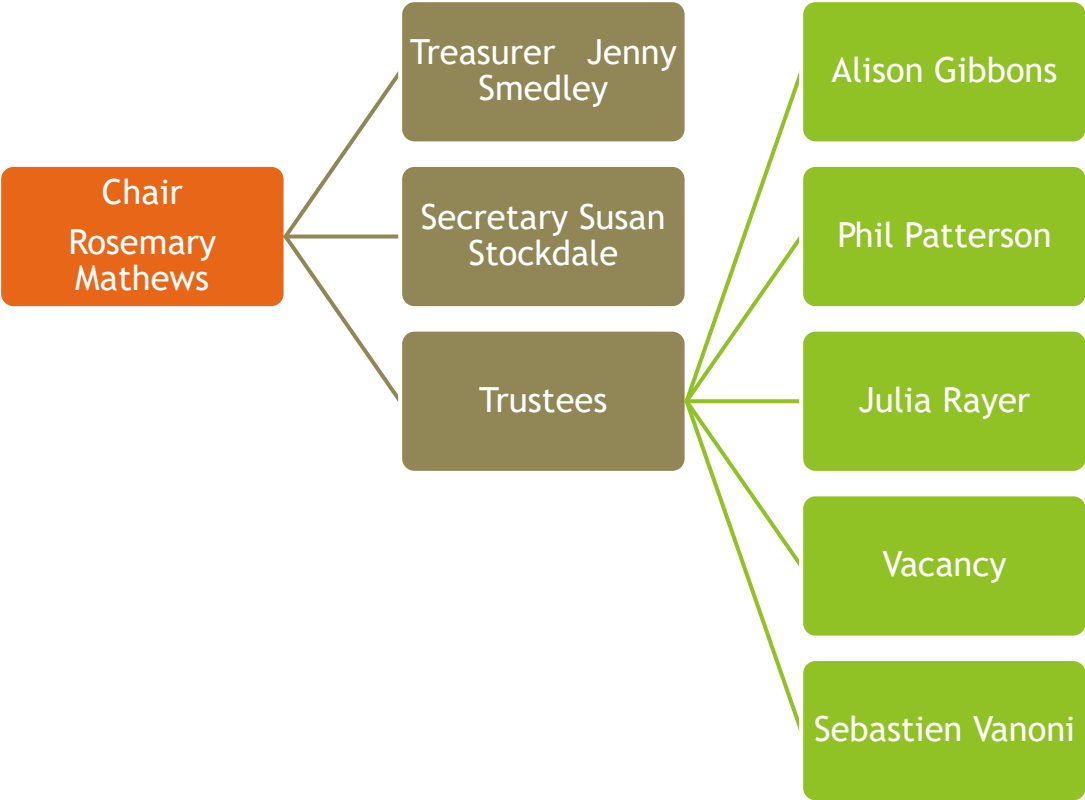 Chair
Rosemary
Mathews
Treasurer Jenny
Smedley
Secretary Susan
Stockdale
Trustees
Alison Gibbons
Phil Patterson
Julia Rayer
Vacancy
Sebastien Vanoni